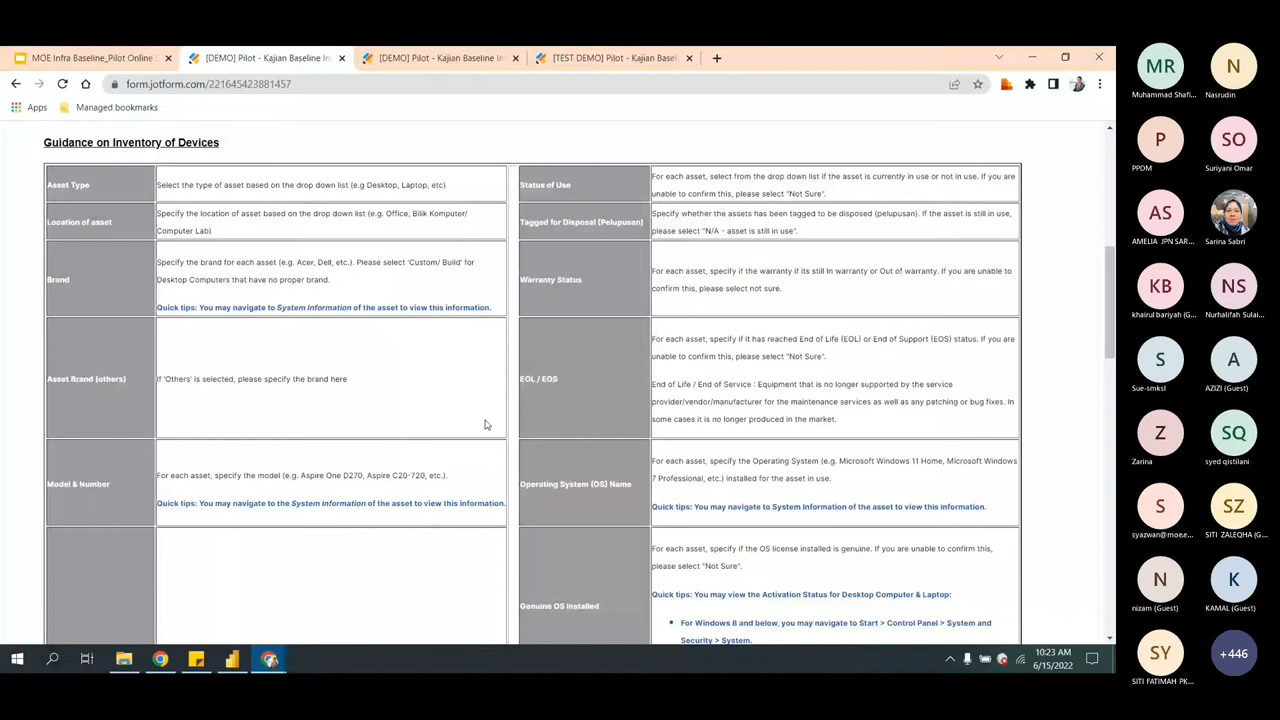 MOE Infra Baseline_Pilot Online
[DEMO] Pilot - Kajian Baseline In
[DEMO] Pilot - Kajian Baseline In
[TEST DEMO] - Kajian Baseline
form.jotform.com/221645423881457
Apps
Managed bookmarks
Guidance on Inventory of Devices
Asset Type
Select the type of asset based on the drop down list (e.g Desktop, Laptop, etc)
Status of Use
For each asset, select from the drop down list if the asset is currently in use or not in use. If you are
unable to confirm this, please select "Not Sure".
Location of asset
Specify the location of asset based on the drop down list (e.g. Office, Bilik Komputer/
Computer Lab)
Tagged for Disposal (Pelupusan)
Specify whether the assets has been tagged to be disposed (pelupusan). If the asset is still in use,
please select "N/A - asset is still in use".
Brand
Specify the brand for each asset (e.g. Acer, Dell, etc.). Please select 'Custom/ Build' for
Desktop Computers that have no proper brand.
Quick tips: You may navigate to System Information of the asset to view this information.
Warranty Status
For each asset, specify if the warranty if its still In warranty or Out of warranty. If you are unable to
confirm this, please select not sure.
Asset Brand (others)
If 'Others' is selected, please specify the brand here
EOL / EOS
For each asset, specify if it has reached End of Life (EOL) or End of Support (EOS) status. If you are
unable to confirm this, please select "Not Sure".
End of Life / End of Service : Equipment that is no longer supported by the service
provider/vendor/manufacturer for the maintenance services as well as any patching or bug fixes. In
some cases it is no longer produced in the market.
Model & Number
For each asset, specify the model (e.g. Aspire One D270, Aspire C20-720, etc.).
Quick tips: You may navigate to the System Information of the asset to view this information.
Operating System (OS) Name
For each asset, specify the Operating System (e.g. Microsoft Windows 11 Home, Microsoft Windows
7 Professional, etc.) installed for the asset in use.
Quick tips: You may navigate to System Information of the asset to view this information.
Genuine OS Installed
For each asset, specify if the OS license installed is genuine. If you are unable to confirm this,
please select "Not Sure".
Quick tips: You may view the Activation Status for Desktop Computer & Laptop:
• For Windows 8 and below, you may navigate to Start > Control Panel > System and
Security > System.
10:23 AM
6/15/2022
MR
Muhammad Shafi...
N
Nasrudin
P
PPDM
SO
Suriyani Omar
AS
AMELIA JPN SAR...
Sarina Sabri
KB
khairul bariyah (G...
NS
Nurhalifah Sulai...
S
Sue-smksl
A
AZIZI (Guest)
Z
Zarina
SQ
syed qistilani
S
syazwan@moe.e...
SZ
SITI ZALEQHA (G...
N
nizam (Guest)
K
KAMAL (Guest)
SY
SITI FATIMAH PK...
+446